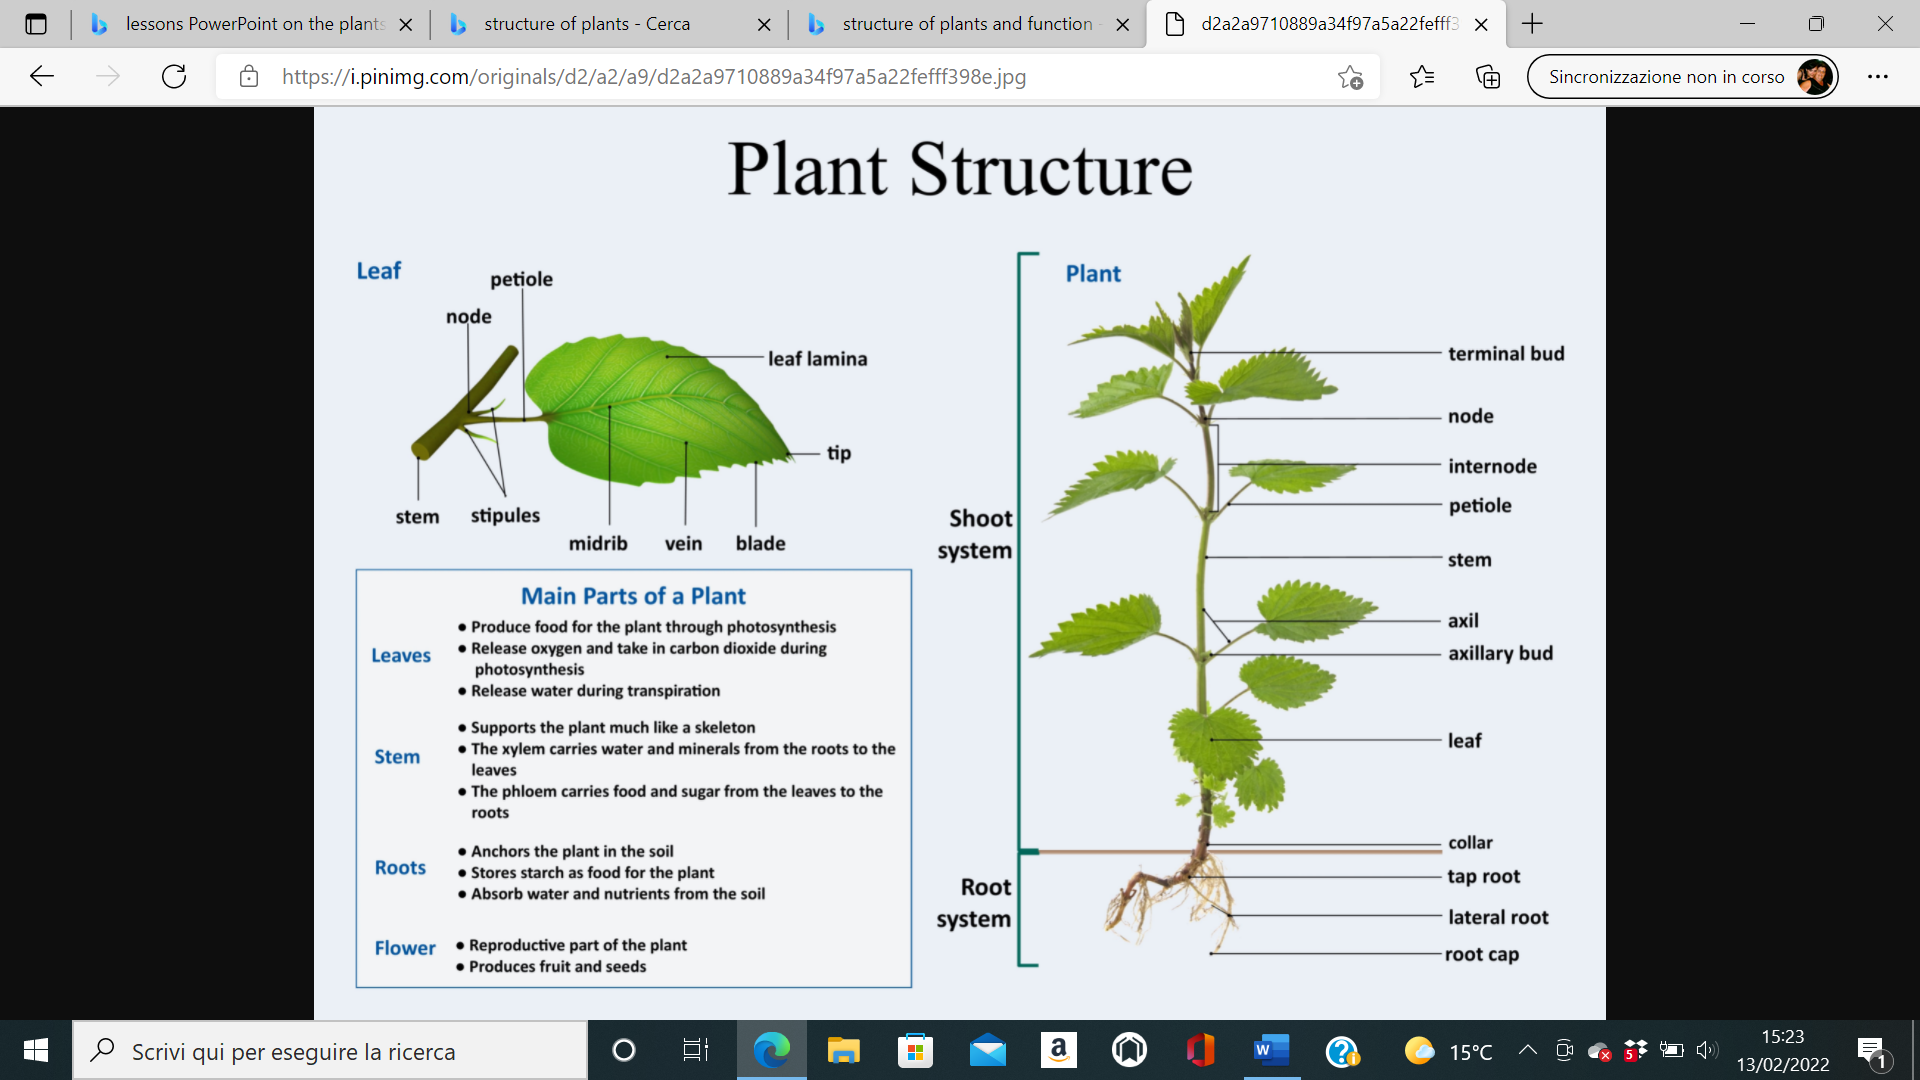 lessons PowerPoint on the plants
structure of plants - Cerca
structure of plants and function -
d2a2a9710889a34f97a5a22fefff3
https://i.pinimg.com/originals/d2/a2/a9/d2a2a9710889a34f97a5a22fefff398e.jpg
Sincronizzazione non in corso
Plant Structure
Leaf
petiole
node
leaf lamina
tip
stem
stipules
midrib
vein
blade
Main Parts of a Plant
Leaves
● Produce food for the plant through photosynthesis
● Release oxygen and take in carbon dioxide during
photosynthesis
● Release water during transpiration
Stem
● Supports the plant much like a skeleton
● The xylem carries water and minerals from the roots to the
leaves
● The phloem carries food and sugar from the leaves to the
roots
Roots
● Anchors the plant in the soil
● Stores starch as food for the plant
● Absorb water and nutrients from the soil
Flower
● Reproductive part of the plant
● Produces fruit and seeds
Plant
Shoot
system
Root
system
terminal bud
node
internode
petiole
stem
axil
axillary bud
leaf
collar
tap root
lateral root
root cap
Scrivi qui per eseguire la ricerca
a
W
15°C
5
15:23
13/02/2022
1